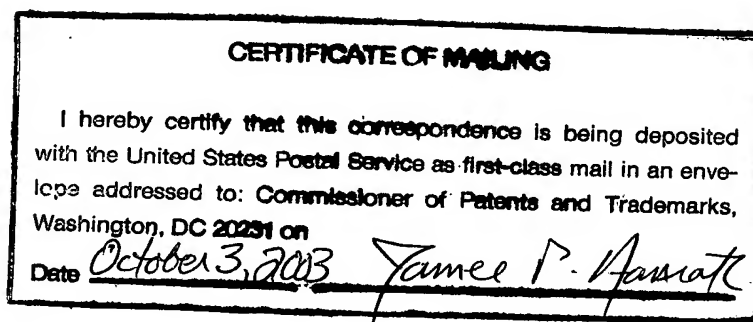 CERTIFICATE OF MAILING
I hereby certify that this correspondence is being deposited
with the United States Postal Service as first-class mail in an enve-
lope addressed to: Commissioner of Patents and Trademarks,
Washington, DC 20231 on
Date October 3, 2003 P.